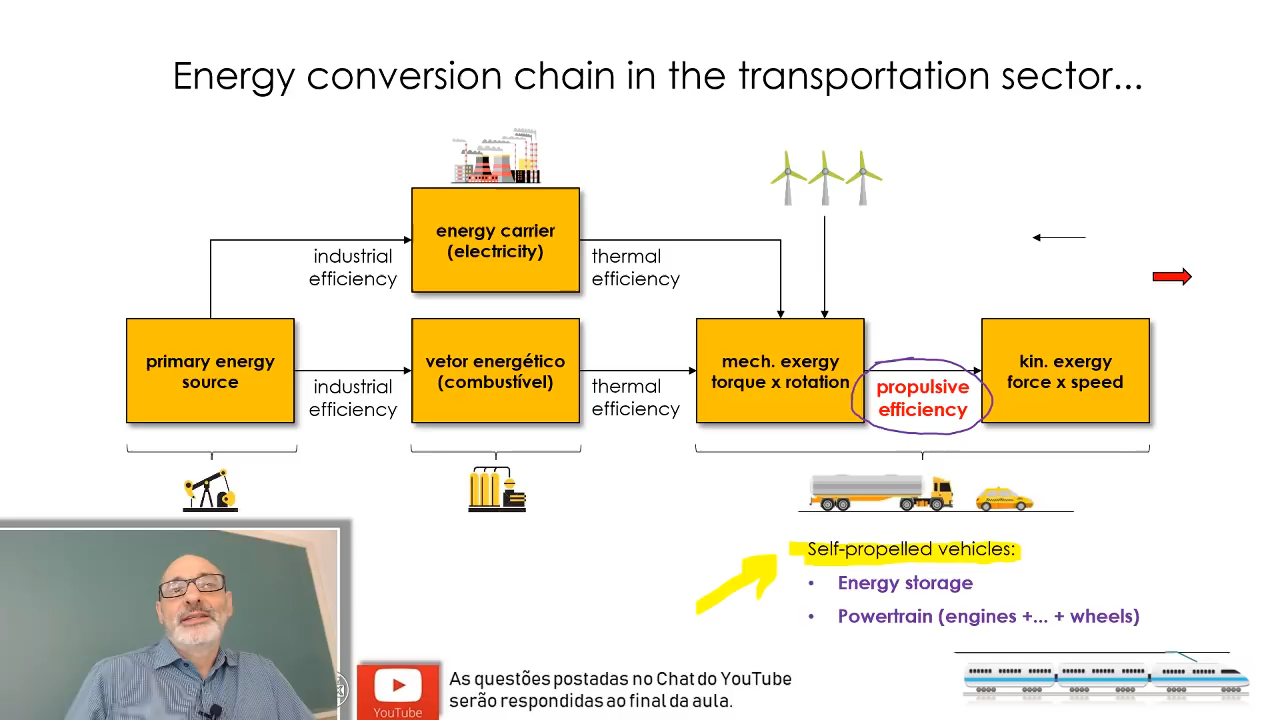 Energy conversion chain in the transportation sector...
energy carrier
(electricity)
industrial
efficiency
thermal
efficiency
primary energy
source
industrial
efficiency
vetor energético
(combustível)
thermal
efficiency
mech. exergy
torque x rotation
propulsive
efficiency
kin. exergy
force x speed
Self-propelled vehicles:
• Energy storage
• Powertrain (engines +... + wheels)
YouTube
As questões postadas no Chat do YouTube
serão respondidas ao final da aula.